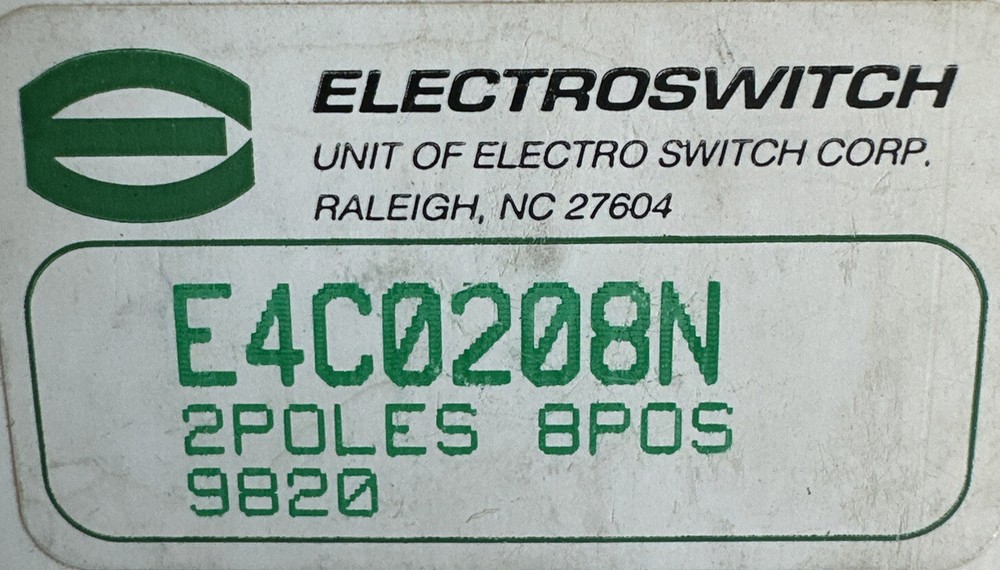 ELECTROSWITCH
UNIT OF ELECTRO SWITCH CORP.
RALEIGH, NC 27604
E4C0208N
2POLES 8POS
9820